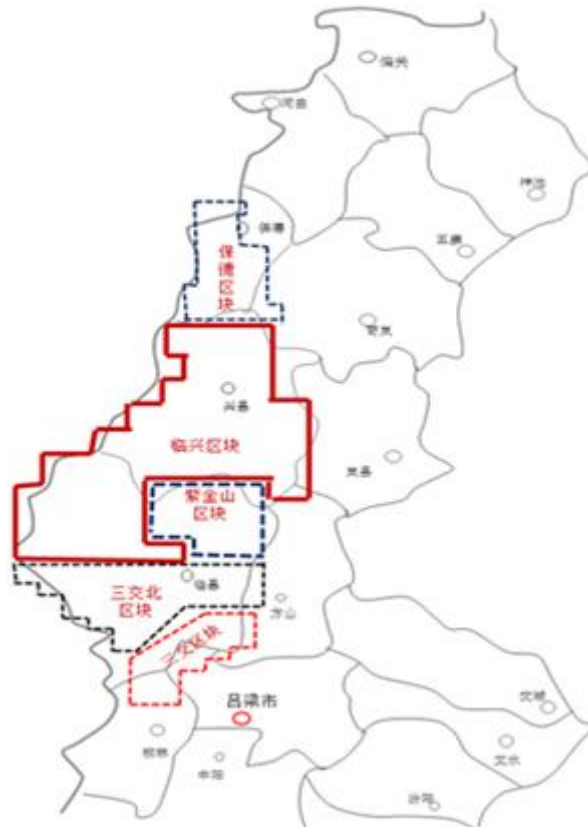 偏关
河曲
神池
保德
五寨
保德区块
岢岚
兴县
临兴区块
岚县
紫金山
区块
临县
三交北
区块
方山
三交区块
吕梁市
交城
柳林
文水
中阳
汾阳